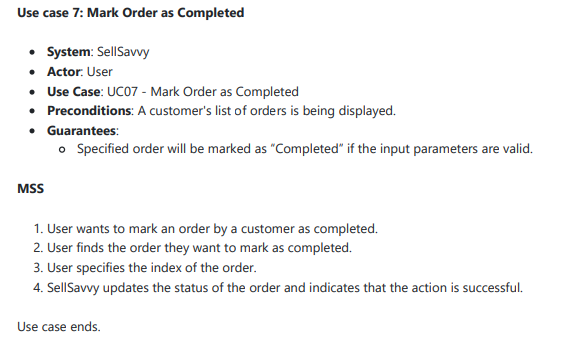 Use case 7: Mark Order as Completed
• System: SellSavvy
• Actor: User
• Use Case: UC07 - Mark Order as Completed
• Preconditions: A customer's list of orders is being displayed.
• Guarantees:
o Specified order will be marked as “Completed” if the input parameters are valid.
MSS
1. User wants to mark an order by a customer as completed.
2. User finds the order they want to mark as completed.
3. User specifies the index of the order.
4. SellSavvy updates the status of the order and indicates that the action is successful.
Use case ends.